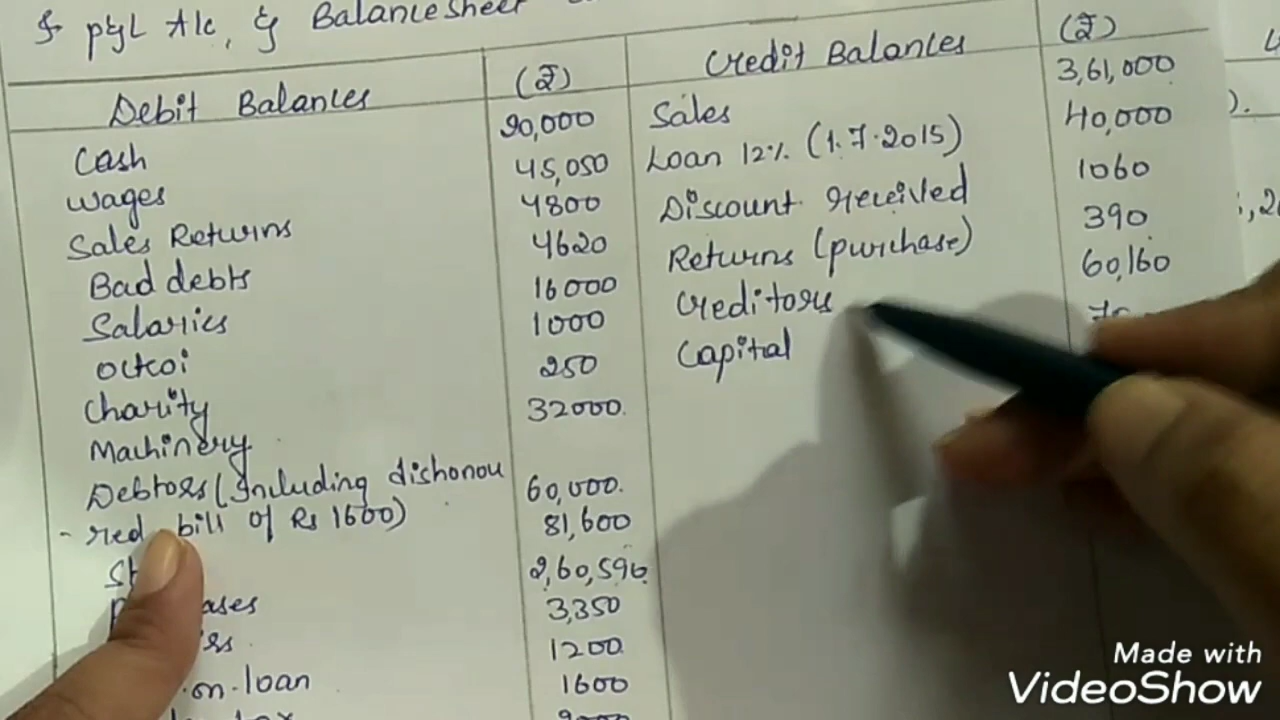 & P&L A/c, & Balance Sheet
Debit Balances (₹) Credit Balances (₹)
Cash 90,000 Sales 3,61,000
Wages 45,050 Loan 12% (1.7.2015) 40,000
Sales Returns 4800 Discount received 1060
Bad debts 4620 Returns (purchase) 390
Salaries 16000 Creditors 60,160
Octroi 1000 Capital
Charity 250
Machinery 32000.
Debtors (Including dishonou
-red bill of Rs 1600) 60,000.
81,600
ases 2,60,590
3,350
on loan 1200
1600
Made with
VideoShow